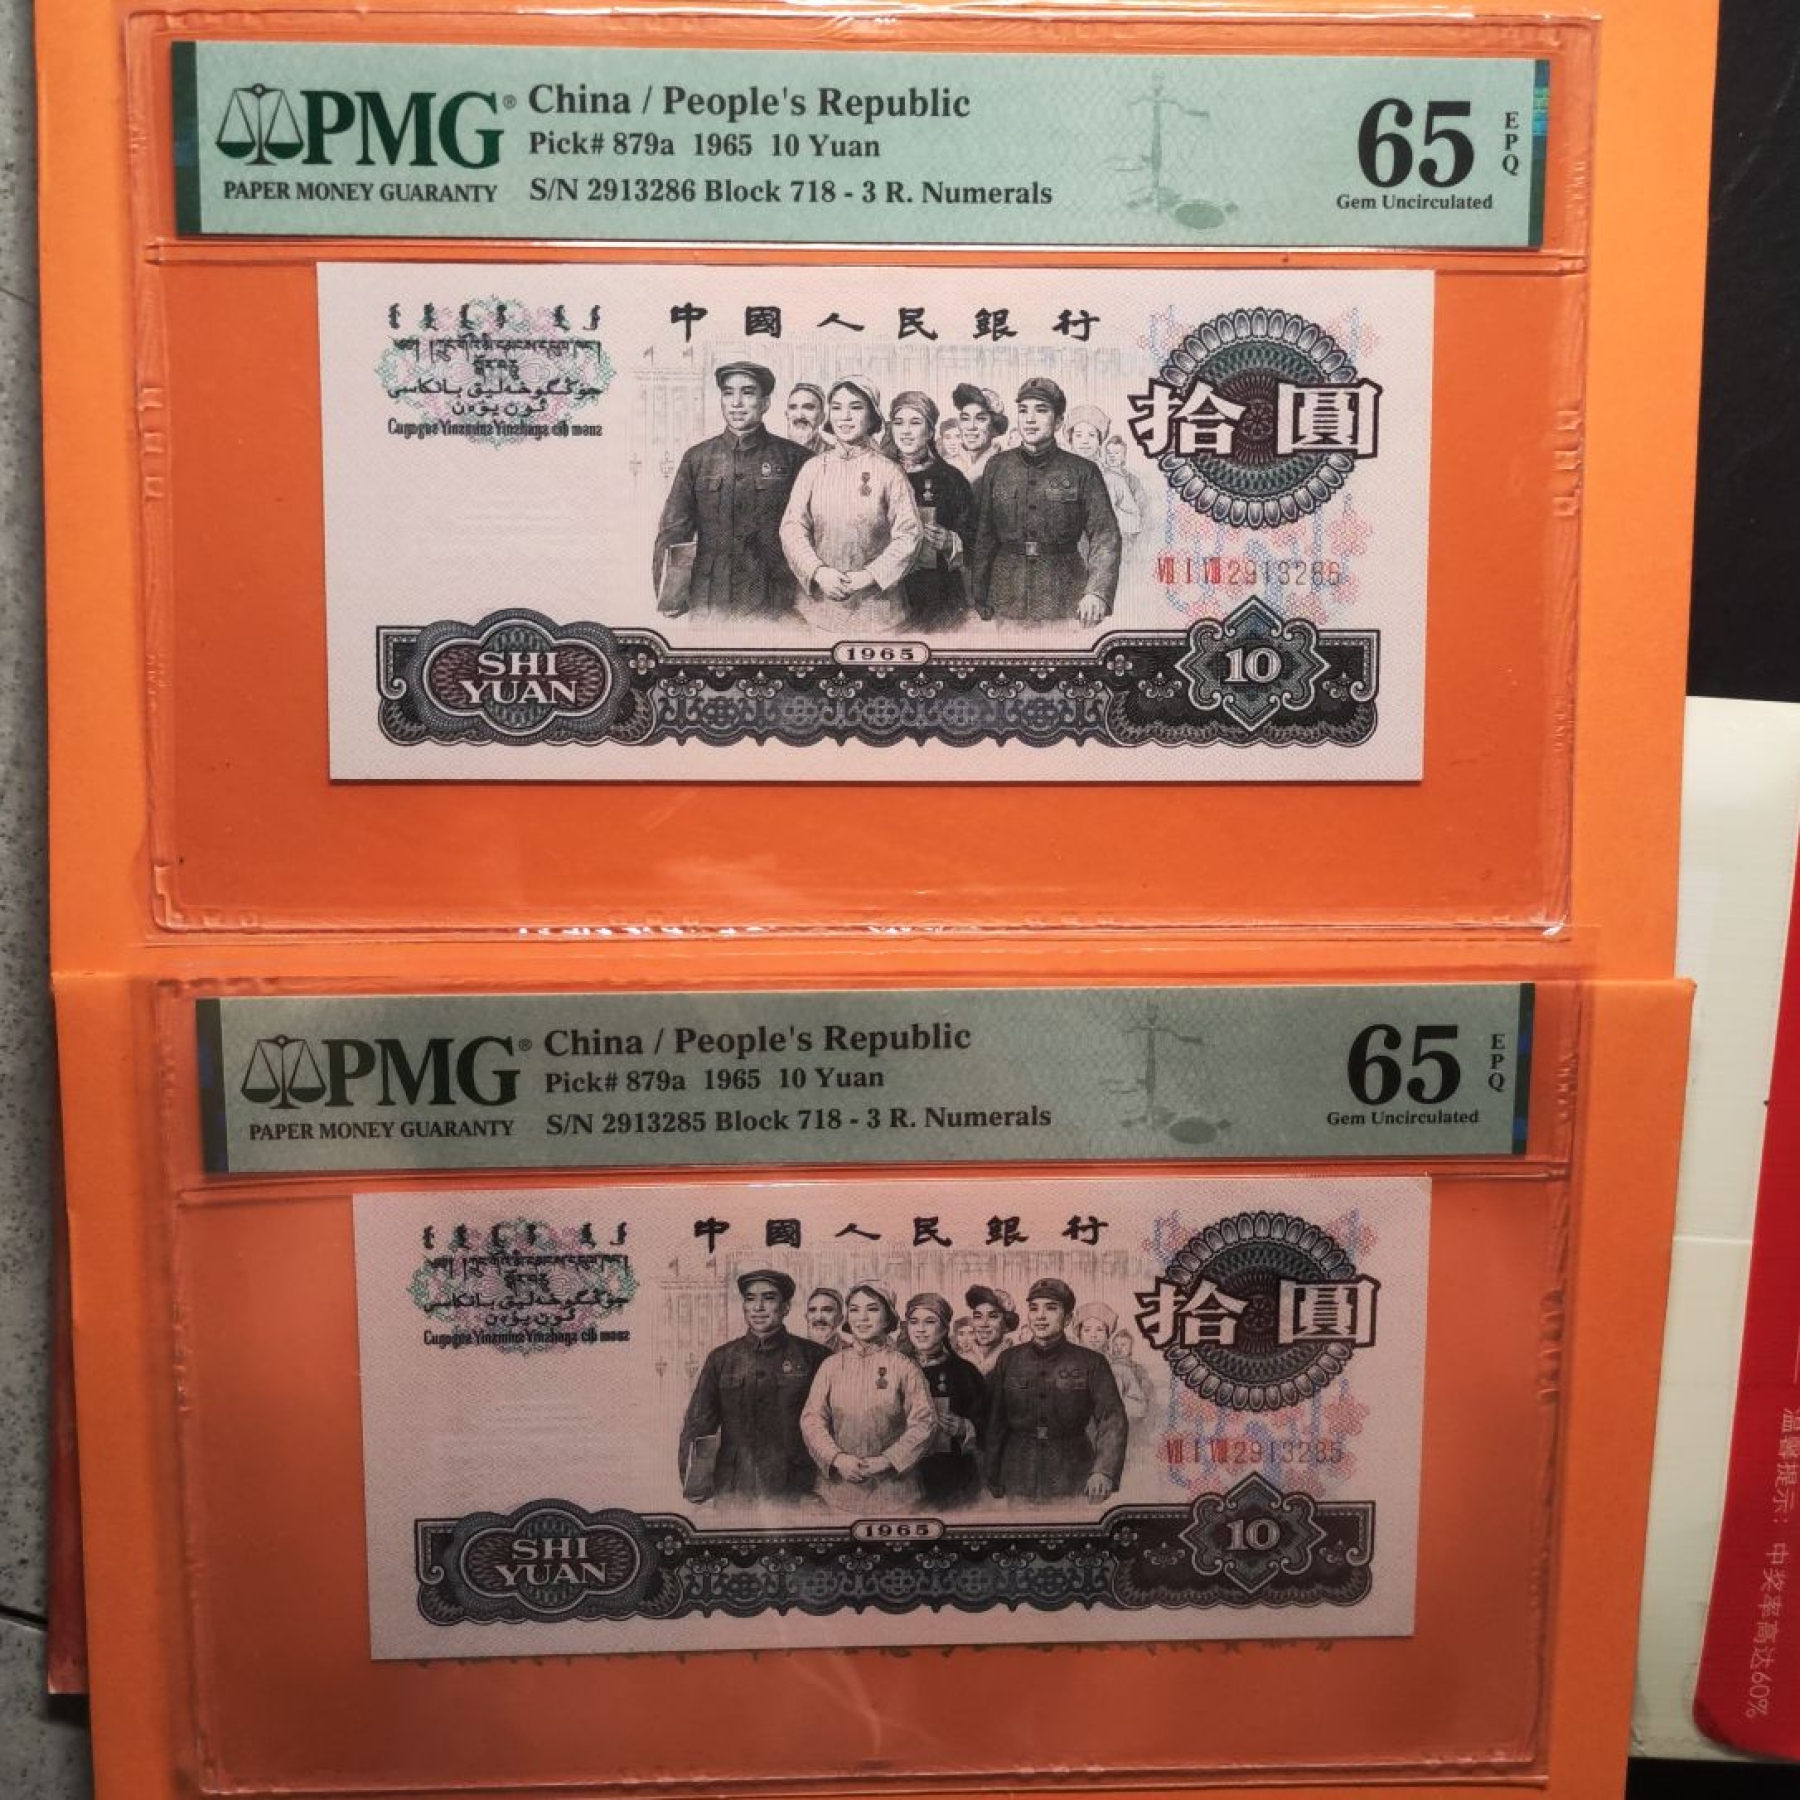 PMG® China / People's Republic
Pick# 879a 1965 10 Yuan
PAPER MONEY GUARANTY S/N 2913286 Block 718 - 3 R. Numerals
65 EPQ
Gem Uncirculated
中國人民銀行
拾圓
ⅦⅠⅧ2913286
1965
SHI
YUAN
10
PMG® China / People's Republic
Pick# 879a 1965 10 Yuan
PAPER MONEY GUARANTY S/N 2913285 Block 718 - 3 R. Numerals
65 EPQ
Gem Uncirculated
中國人民銀行
拾圓
ⅦⅠⅧ2913285
1965
SHI
YUAN
10
温馨提示：中奖率高达60%